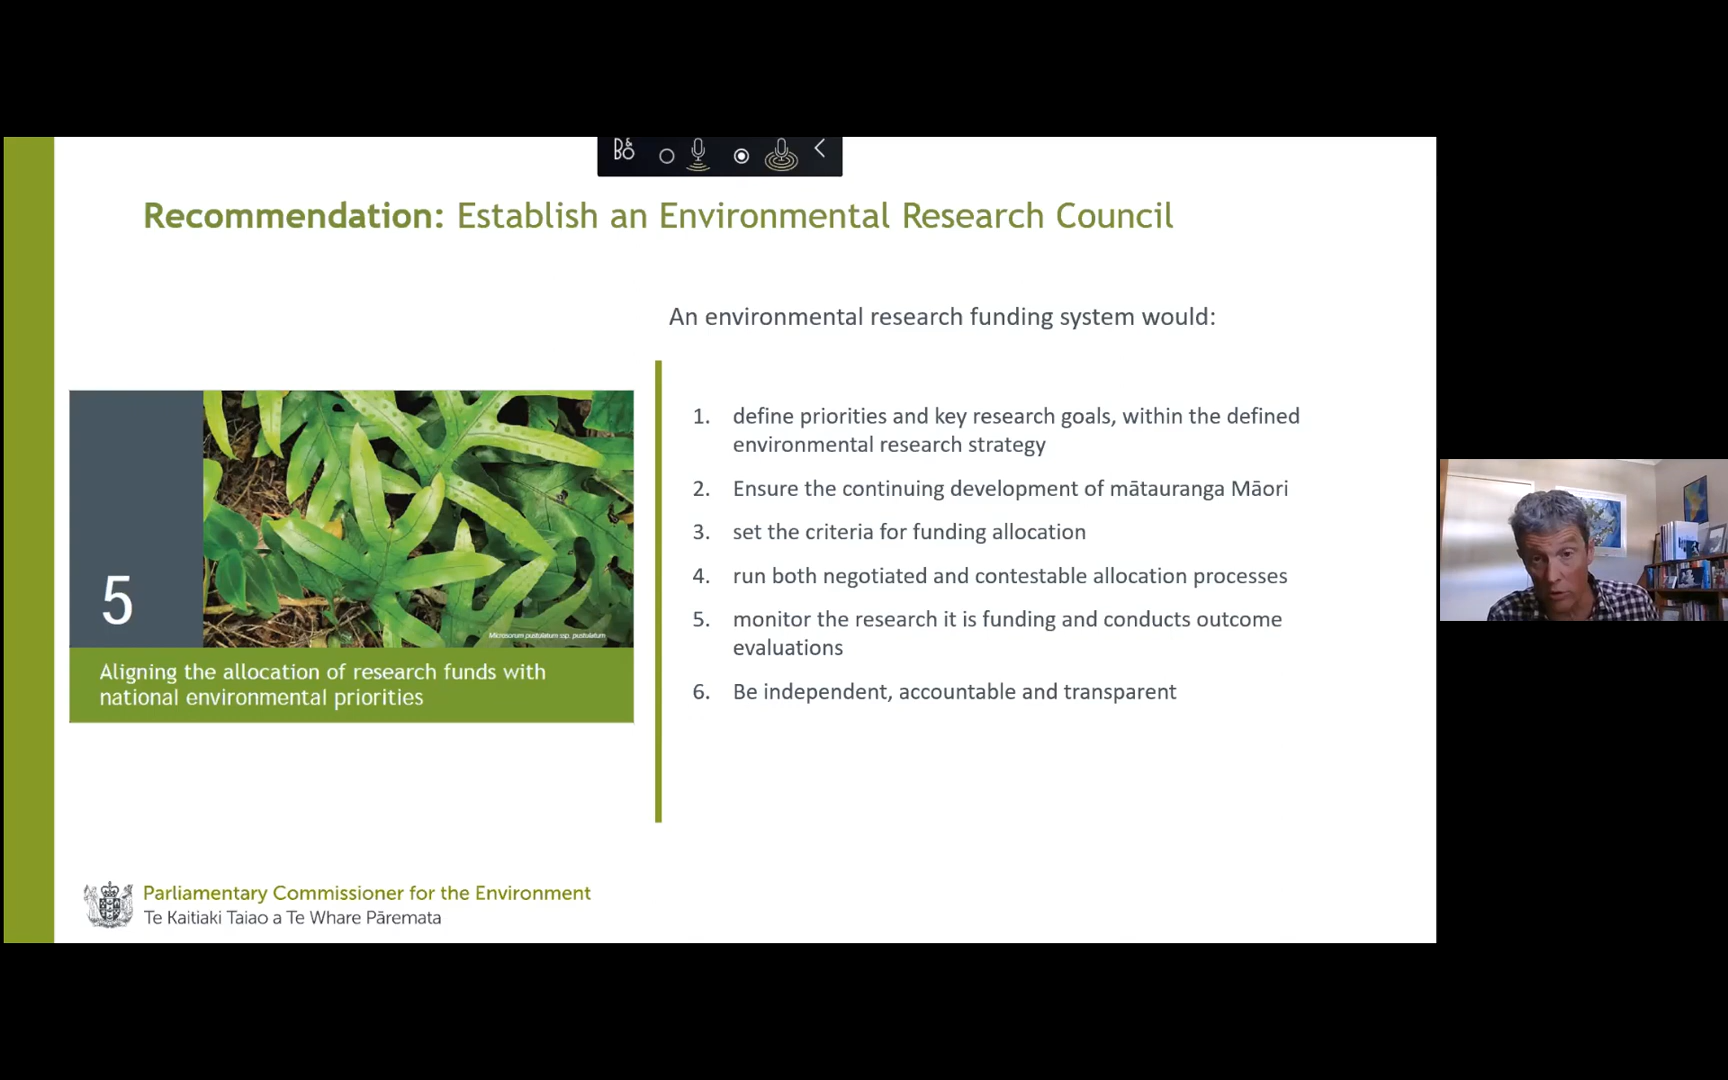 B&O
Recommendation: Establish an Environmental Research Council
An environmental research funding system would:
1. define priorities and key research goals, within the defined
environmental research strategy
2. Ensure the continuing development of mātauranga Māori
3. set the criteria for funding allocation
4. run both negotiated and contestable allocation processes
5. monitor the research it is funding and conducts outcome
evaluations
6. Be independent, accountable and transparent
5
Microsorum pustulatum ssp. pustulatum
Aligning the allocation of research funds with
national environmental priorities
Parliamentary Commissioner for the Environment
Te Kaitiaki Taiao a Te Whare Pāremata